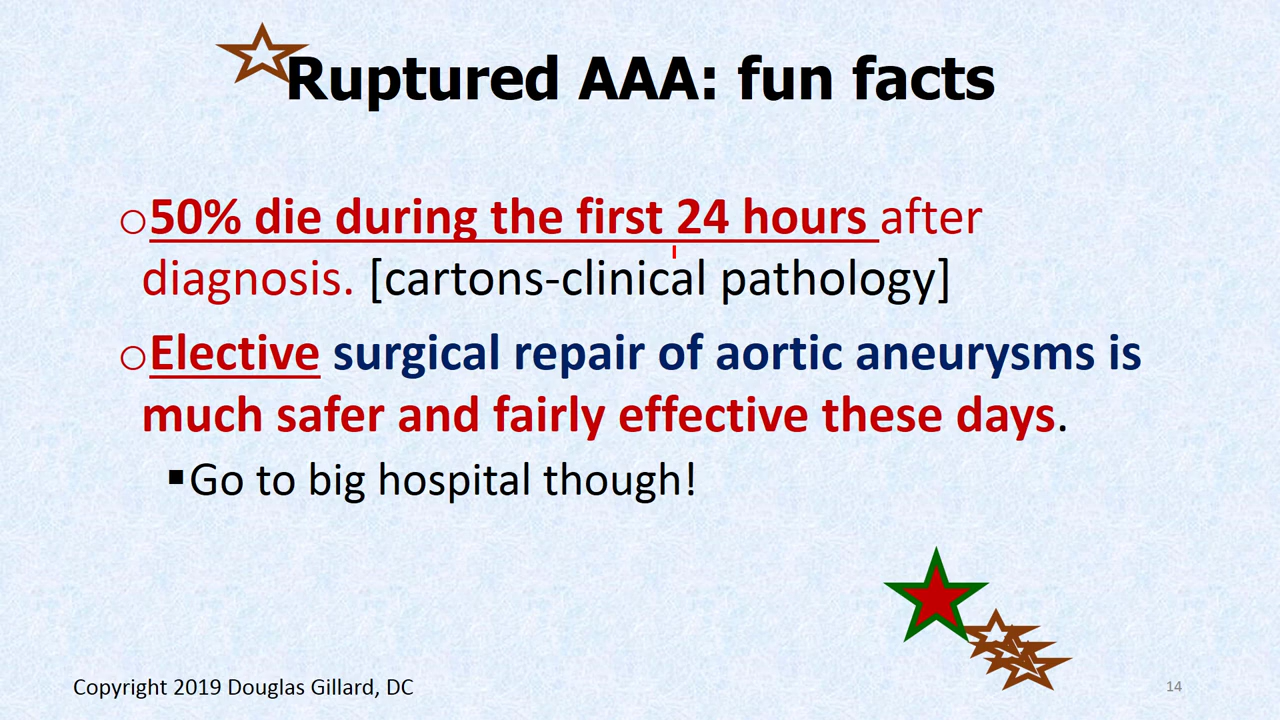 Ruptured AAA: fun facts
○50% die during the first 24 hours after
diagnosis. [cartons-clinical pathology]
○Elective surgical repair of aortic aneurysms is
much safer and fairly effective these days.
▪Go to big hospital though!
Copyright 2019 Douglas Gillard, DC
14